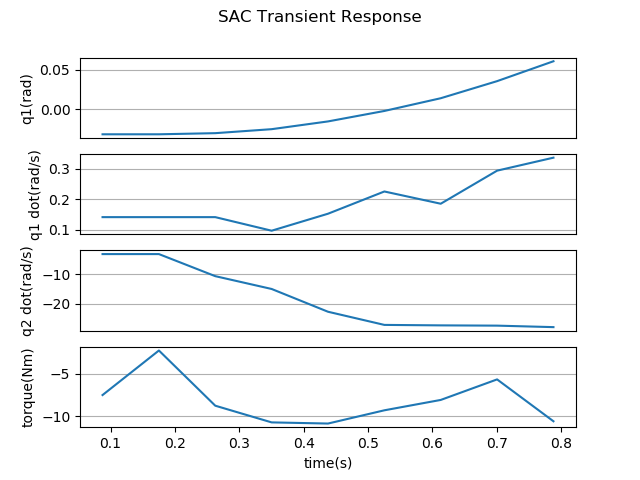 SAC Transient Response
q1(rad)
0.05
0.00
q1 dot(rad/s)
0.3
0.2
0.1
q2 dot(rad/s)
−10
−20
torque(Nm)
−5
−10
0.1 0.2 0.3 0.4 0.5 0.6 0.7 0.8
time(s)